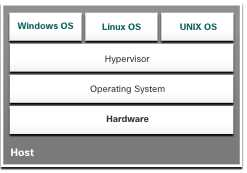 Windows OS Linux OS UNIX OS
Hypervisor
Operating System
Hardware
Host